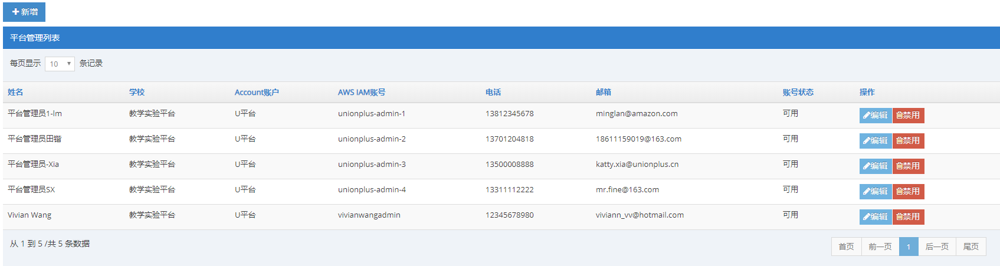 新增
平台管理列表
每页显示 10 条记录
姓名 学校 Account账户 AWS IAM账号 电话 邮箱 账号状态 操作
平台管理员1-lm 教学实验平台 U平台 unionplus-admin-1 13812345678 minglan@amazon.com 可用 编辑 禁用
平台管理员田锴 教学实验平台 U平台 unionplus-admin-2 13701204818 18611159019@163.com 可用 编辑 禁用
平台管理员-Xia 教学实验平台 U平台 unionplus-admin-3 13500008888 katty.xia@unionplus.cn 可用 编辑 禁用
平台管理员SX 教学实验平台 U平台 unionplus-admin-4 13311112222 mr.fine@163.com 可用 编辑 禁用
Vivian Wang 教学实验平台 U平台 vivianwangadmin 12345678980 viviann_vv@hotmail.com 可用 编辑 禁用
从 1 到 5 /共 5 条数据 首页 前一页 1 后一页 尾页